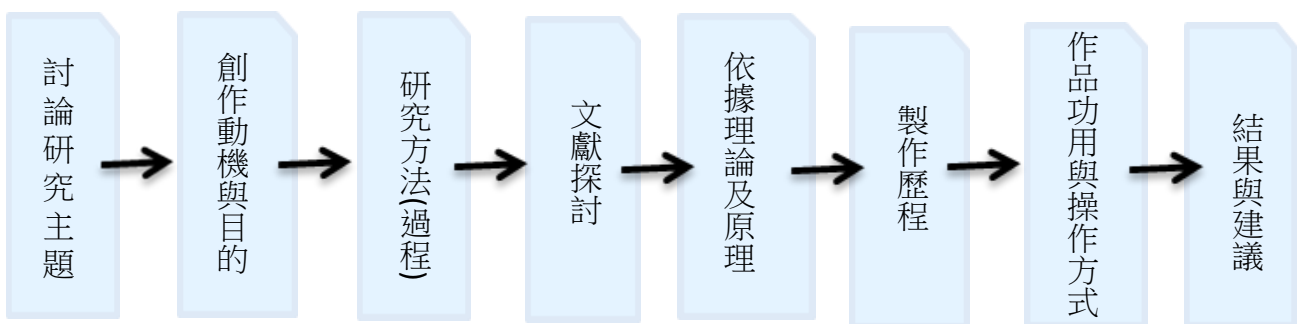 討論研究主題
創作動機與目的
研究方法(過程)
文獻探討
依據理論及原理
製作歷程
作品功用與操作方式
結果與建議